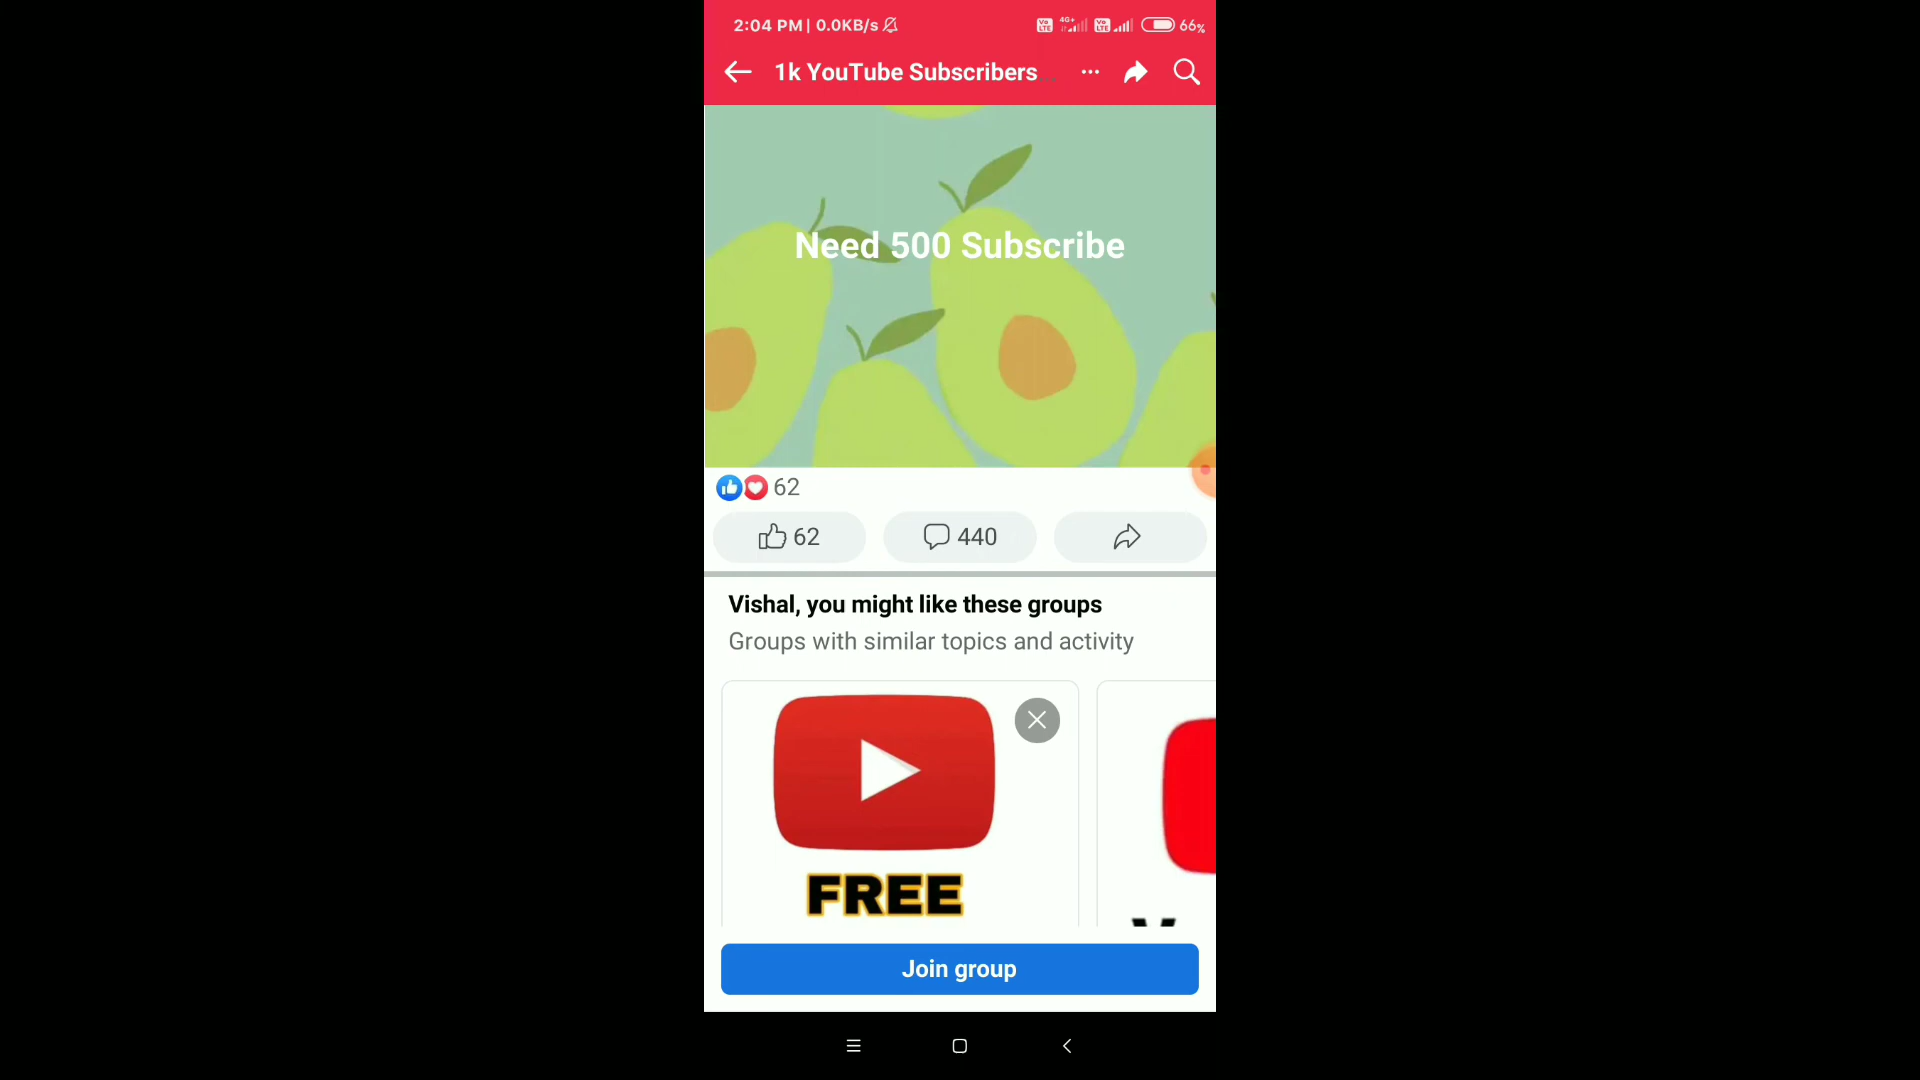 2:04 PM | 0.0KB/s 4G+ 66%
1k YouTube Subscribers
Need 500 Subscribe
62
62 440
Vishal, you might like these groups
Groups with similar topics and activity
FREE
Join group